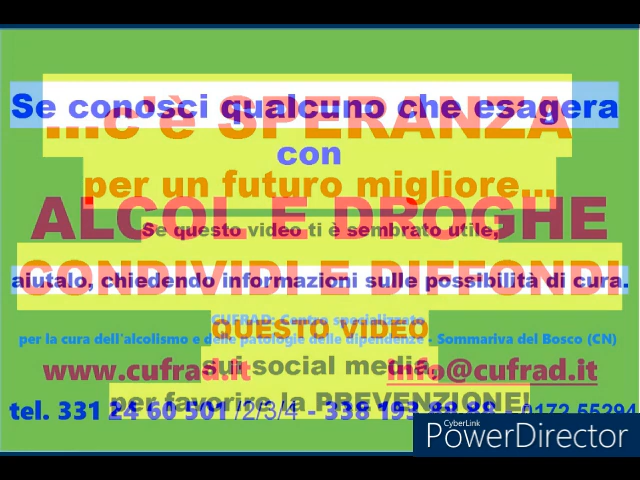 Se conosci qualcuno che esagera
...c'è SPERANZA
con
per un futuro migliore...
ALCOL E DROGHE
Se questo video ti è sembrato utile,
CONDIVIDI E DIFFONDI
aiutalo, chiedendo informazioni sulle possibilità di cura.
CUFRAD: Centro specializzato
QUESTO VIDEO
per la cura dell'alcolismo e delle patologie delle dipendenze - Sommariva del Bosco (CN)
sui social media,
www.cufrad.it info@cufrad.it
per favorire la PREVENZIONE!
tel. 331 24 60 501 /2/3/4 - 338 193 88 88 - 0172 55294
CyberLink
PowerDirector